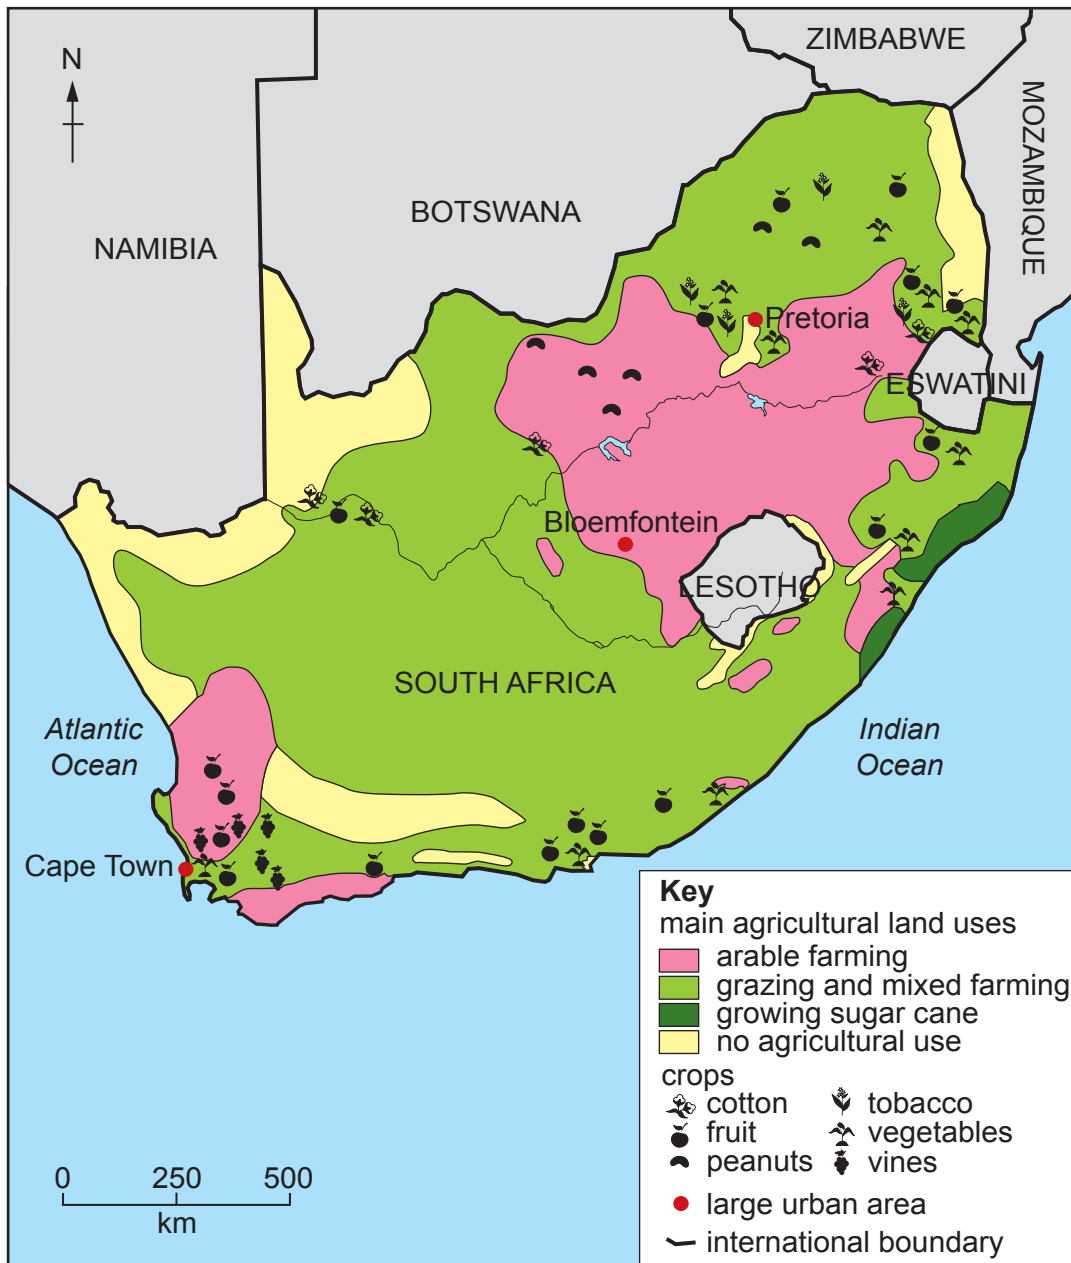 ZIMBABWE
N
MOZAMBIQUE
BOTSWANA
NAMIBIA
Pretoria
ESWATINI
Bloemfontein
LESOTHO
SOUTH AFRICA
Atlantic
Ocean
Indian
Ocean
Cape Town
Key
main agricultural land uses
arable farming
grazing and mixed farming
growing sugar cane
no agricultural use
crops
cotton tobacco
fruit vegetables
peanuts vines
large urban area
international boundary
0 250 500
km